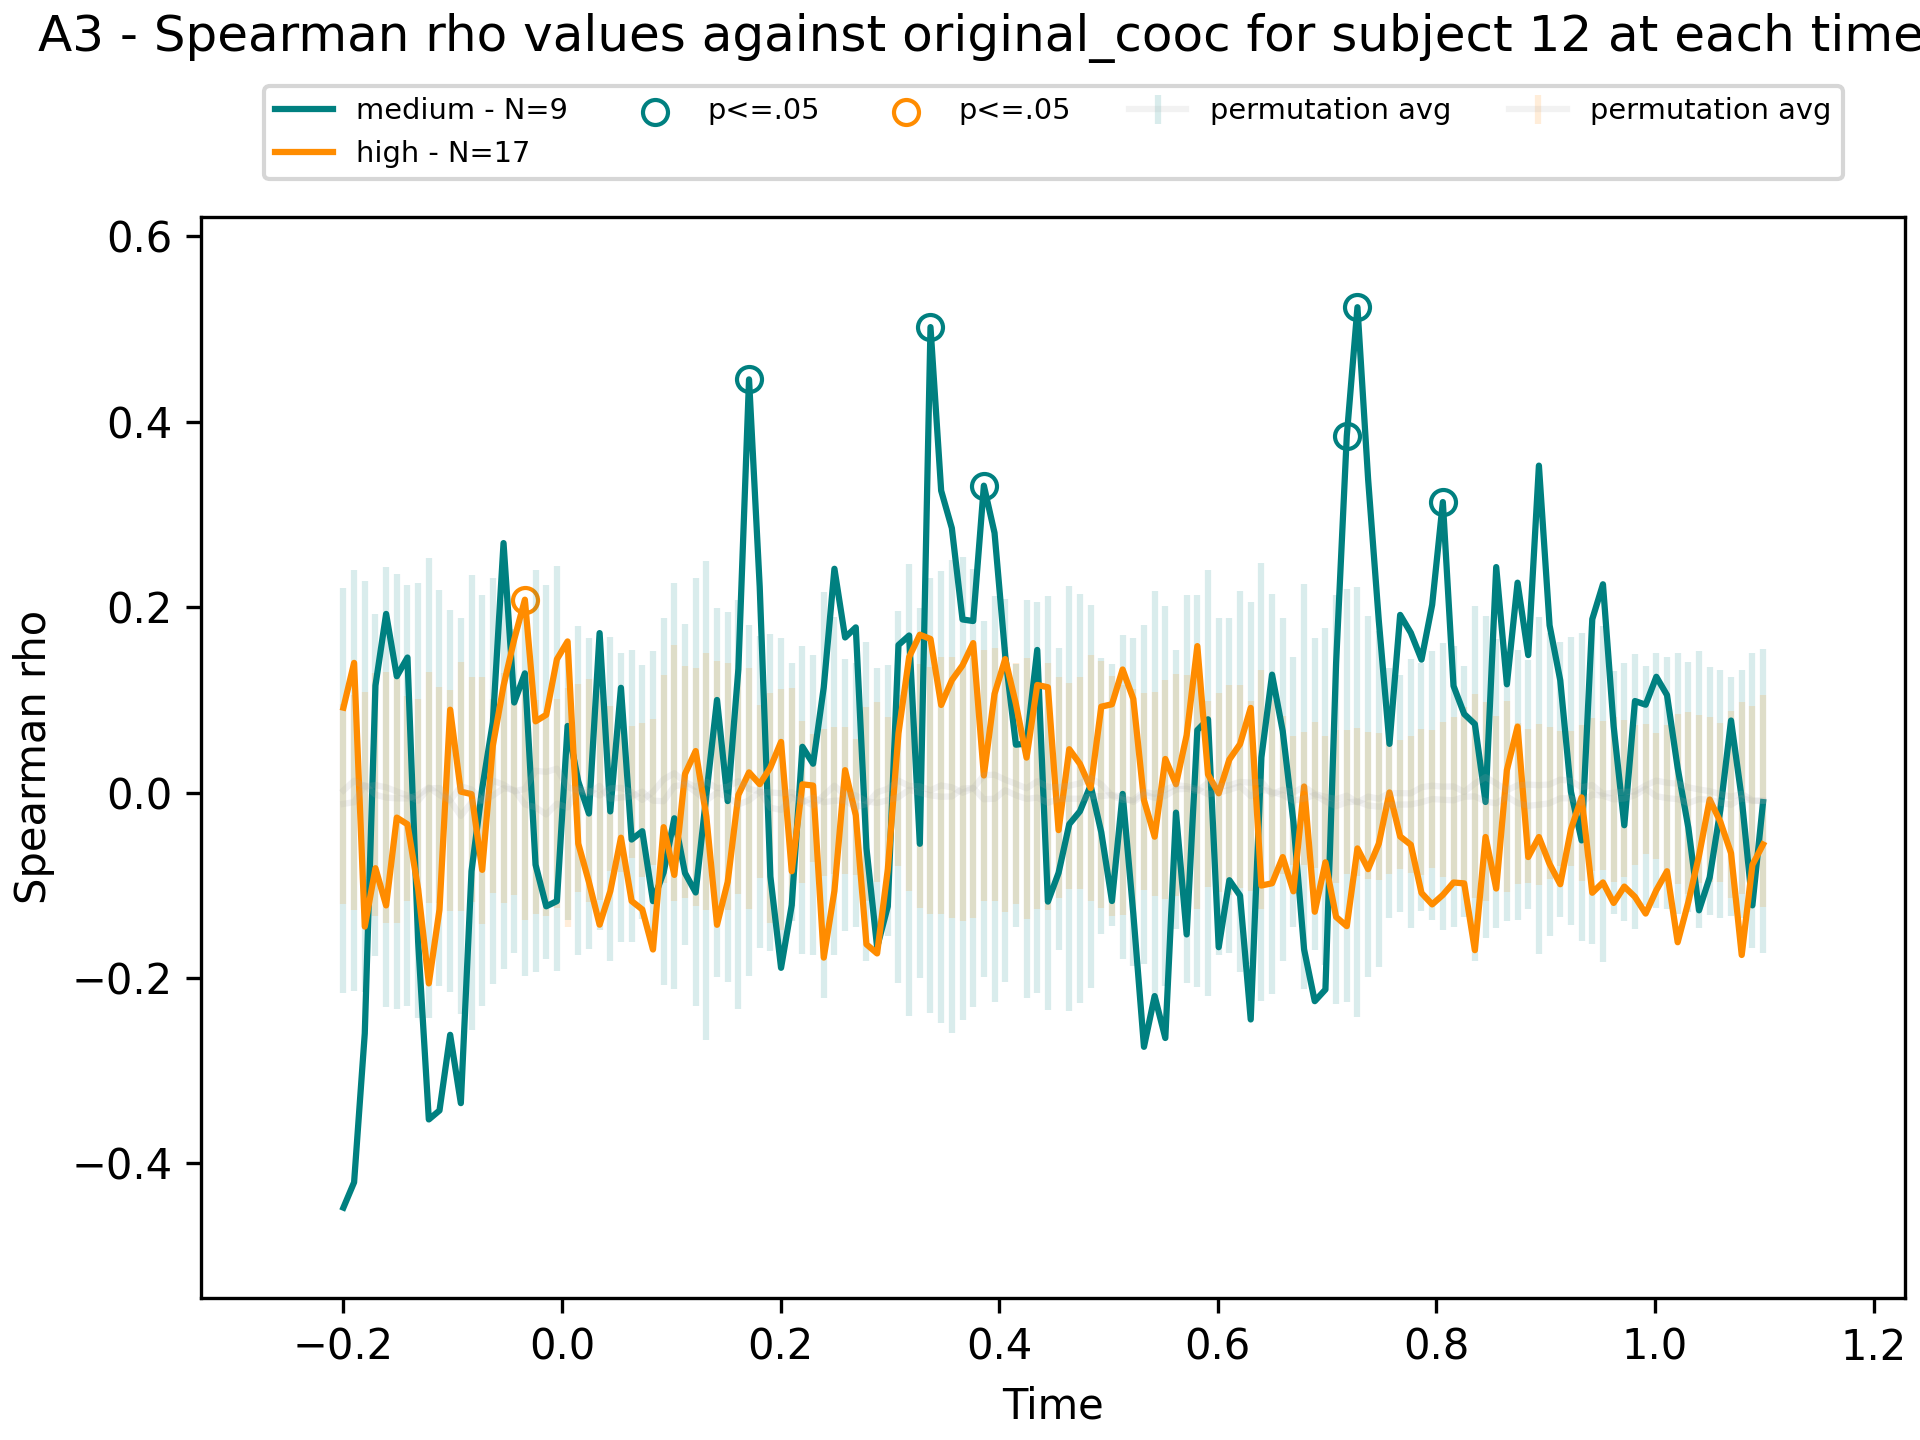 A3 - Spearman rho values against original_cooc for subject 12 at each time
medium - N=9
high - N=17
p<=.05
p<=.05
permutation avg
permutation avg
0.6
0.4
0.2
0.0
−0.2
−0.4
Spearman rho
−0.2 0.0 0.2 0.4 0.6 0.8 1.0 1.2
Time